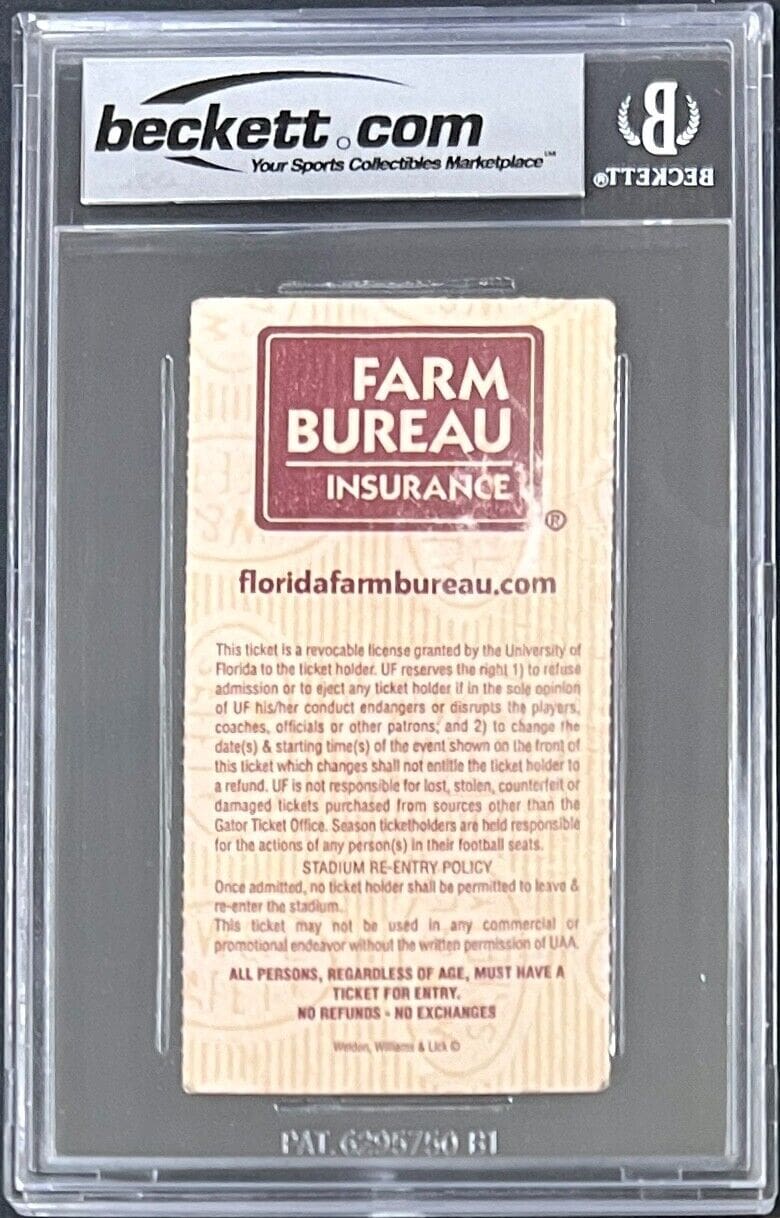 beckett.com
Your Sports Collectibles Marketplace™
B
BECKETT®
FARM
BUREAU
INSURANCE
®
floridafarmbureau.com
This ticket is a revocable license granted by the University of
Florida to the ticket holder. UF reserves the right 1) to refuse
admission or to eject any ticket holder if in the sole opinion
of UF his/her conduct endangers or disrupts the players,
coaches, officials or other patrons; and 2) to change the
date(s) & starting time(s) of the event shown on the front of
this ticket which changes shall not entitle the ticket holder to
a refund. UF is not responsible for lost, stolen, counterfeit or
damaged tickets purchased from sources other than the
Gator Ticket Office. Season ticketholders are held responsible
for the actions of any person(s) in their football seats.
STADIUM RE-ENTRY POLICY
Once admitted, no ticket holder shall be permitted to leave &
re-enter the stadium.
This ticket may not be used in any commercial or
promotional endeavor without the written permission of UAA.
ALL PERSONS, REGARDLESS OF AGE, MUST HAVE A
TICKET FOR ENTRY.
NO REFUNDS - NO EXCHANGES
Weldon, Williams & Lick ©
PAT. 6295750 B1